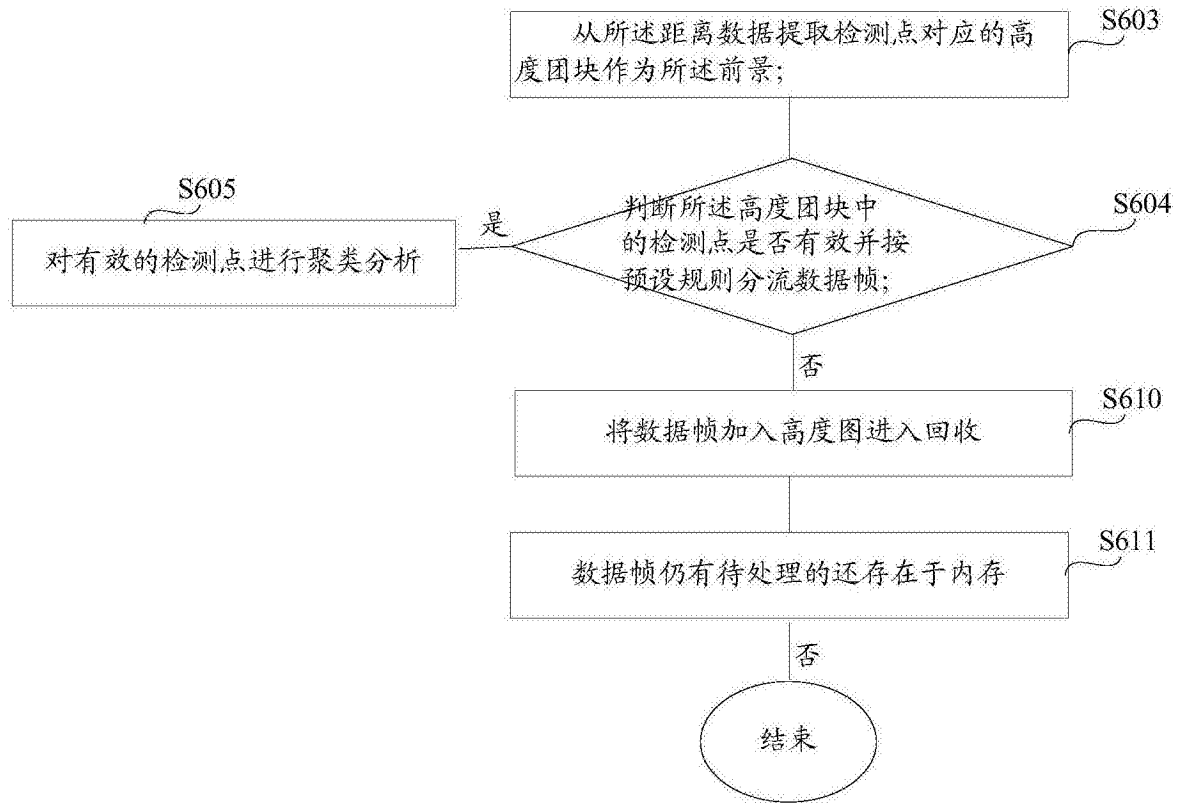 S603
从所述距离数据提取检测点对应的高
度团块作为所述前景;
S605
是
对有效的检测点进行聚类分析
判断所述高度团块中
的检测点是否有效并按
预设规则分流数据帧;
S604
否
S610
将数据帧加入高度图进入回收
S611
数据帧仍有待处理的还存在于内存
否
结束